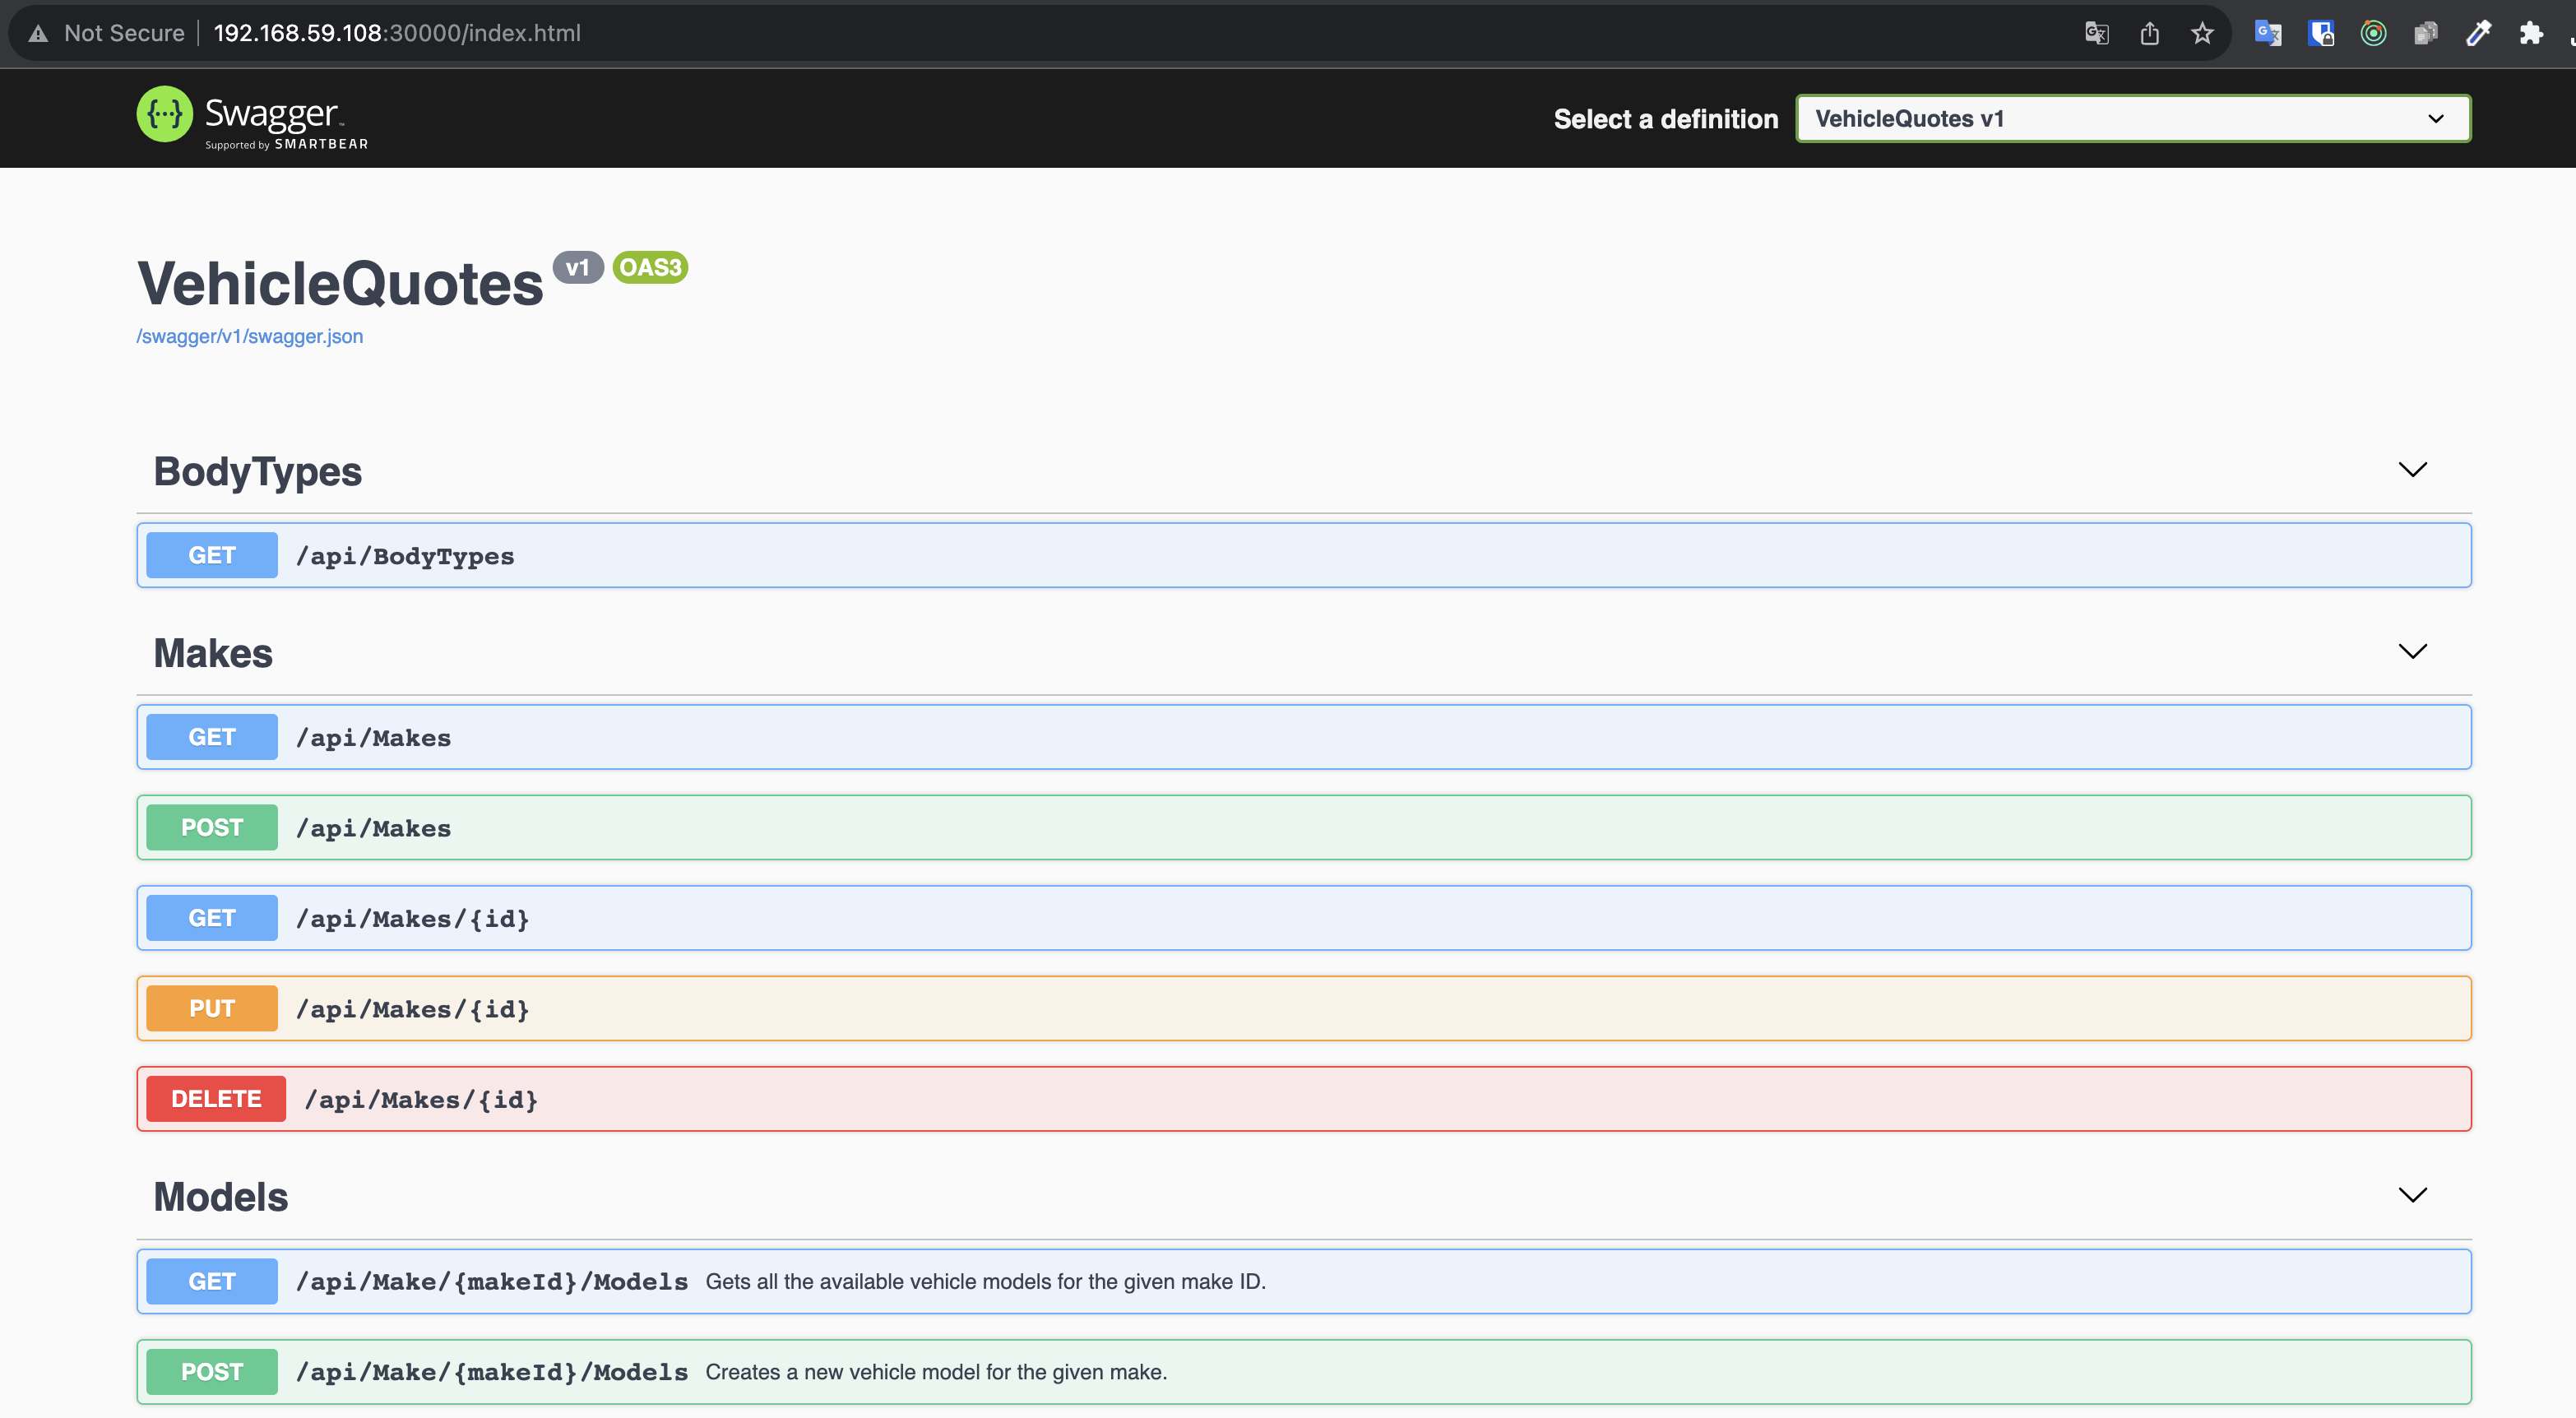 Not Secure 192.168.59.108:30000/index.html
Swagger™
Supported by SMARTBEAR
Select a definition VehicleQuotes v1
VehicleQuotes v1 OAS3
/swagger/v1/swagger.json
BodyTypes
GET /api/BodyTypes
Makes
GET /api/Makes
POST /api/Makes
GET /api/Makes/{id}
PUT /api/Makes/{id}
DELETE /api/Makes/{id}
Models
GET /api/Make/{makeId}/Models Gets all the available vehicle models for the given make ID.
POST /api/Make/{makeId}/Models Creates a new vehicle model for the given make.